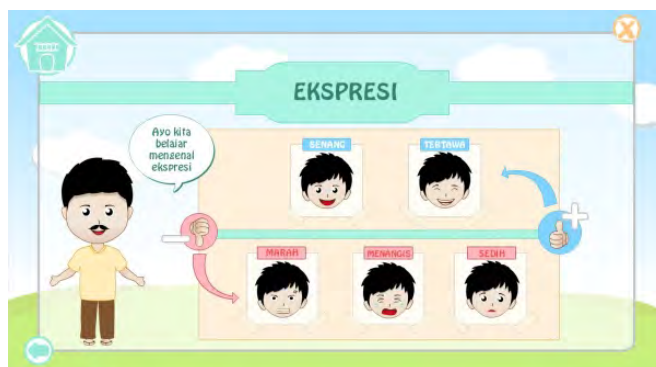 EKSPRESI
Ayo kita
belajar
mengenal
ekspresi
SENANG
TERTAWA
MARAH
MENANGIS
SEDIH